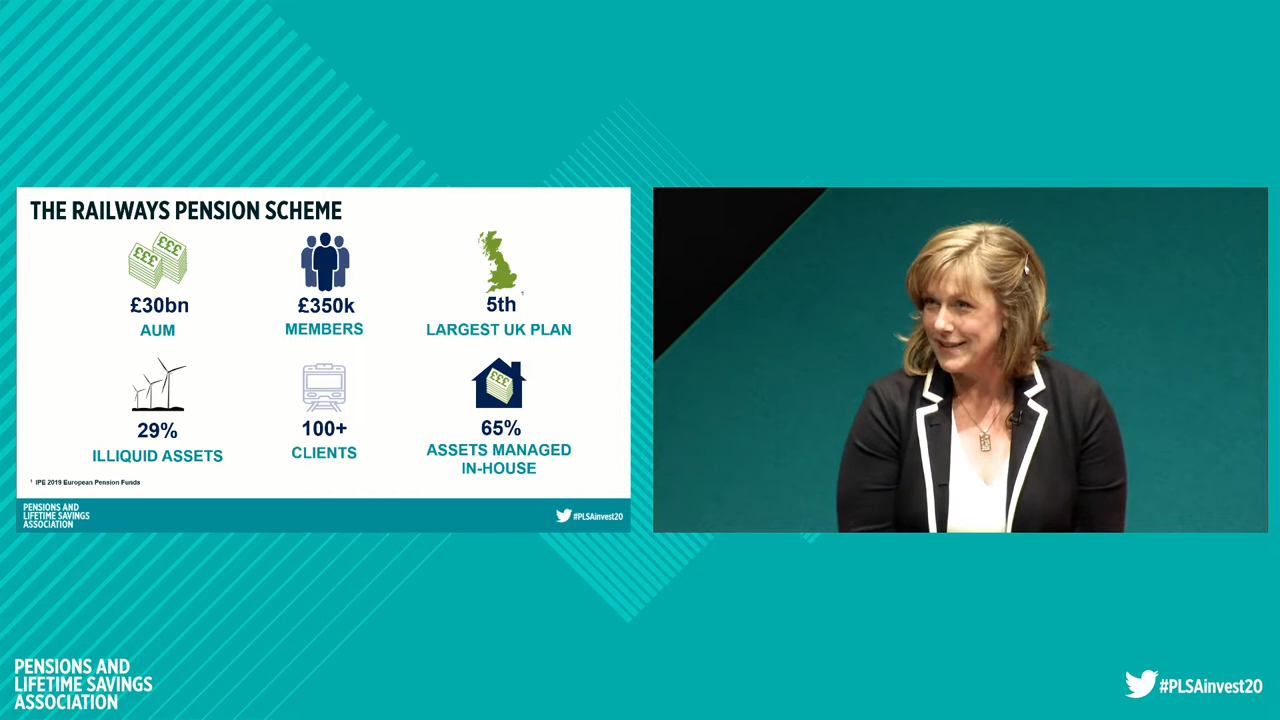 THE RAILWAYS PENSION SCHEME
£££
£££
£30bn
AUM
£350k
MEMBERS
1
5th
LARGEST UK PLAN
29%
ILLIQUID ASSETS
100+
CLIENTS
£££
65%
ASSETS MANAGED
IN-HOUSE
1 IPE 2019 European Pension Funds
PENSIONS AND
LIFETIME SAVINGS
ASSOCIATION
#PLSAinvest20
PENSIONS AND
LIFETIME SAVINGS
ASSOCIATION
#PLSAinvest20